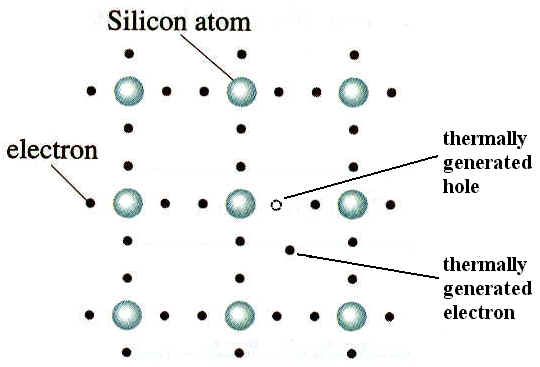 Silicon atom
electron
thermally
generated
hole
thermally
generated
electron